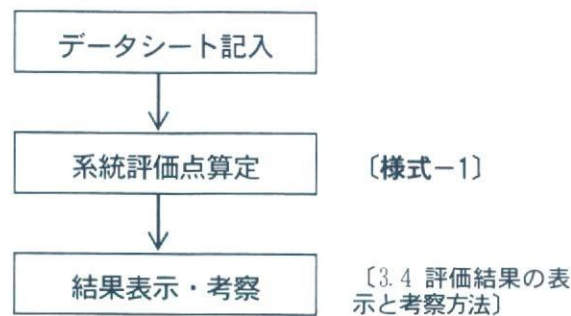 データシート記入
系統評価点算定
〔様式−1〕
結果表示・考察
〔3.4 評価結果の表
示と考察方法〕